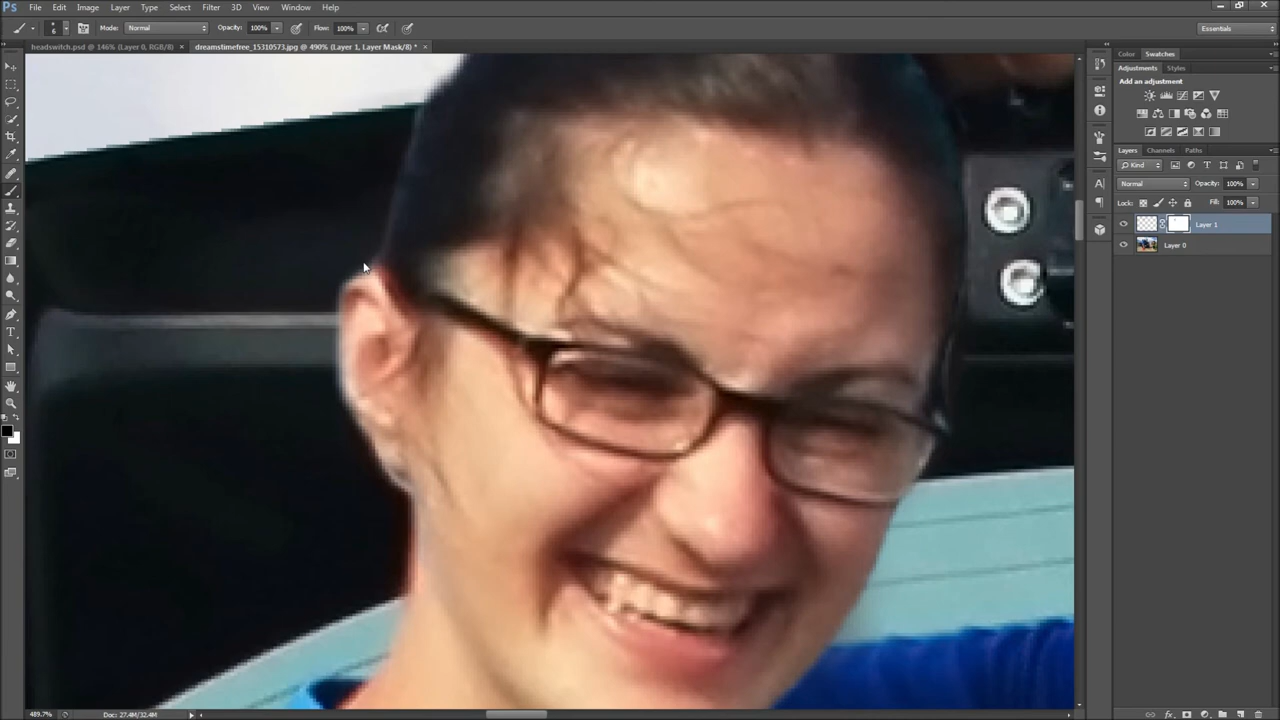 Ps File Edit Image Layer Type Select Filter 3D View Window Help
6 Mode: Normal Opacity: 100% Flow: 100% Essentials
headswitch.psd @ 146% (Layer 0, RGB/8) × dreamstimefree_15310573.jpg @ 490% (Layer 1, Layer Mask/8) * ×
Color Swatches
Adjustments Styles
Add an adjustment
Layers Channels Paths
Kind
Normal Opacity: 100%
Lock: Fill: 100%
Layer 1
Layer 0
489.7% Doc: 27.4M/32.4M